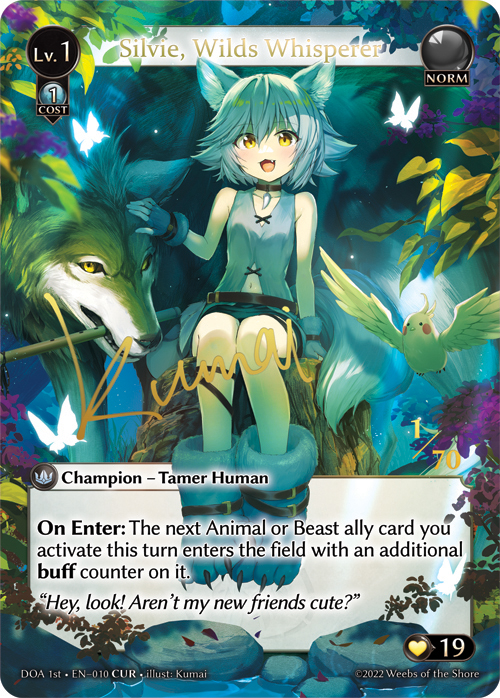 Lv. 1
Silvie, Wilds Whisperer
NORM
1
COST
Kumai
1/70
Champion – Tamer Human
On Enter: The next Animal or Beast ally card you
activate this turn enters the field with an additional
buff counter on it.
“Hey, look! Aren’t my new friends cute?”
19
DOA 1st • EN–010 CUR • illust: Kumai
©2022 Weebs of the Shore